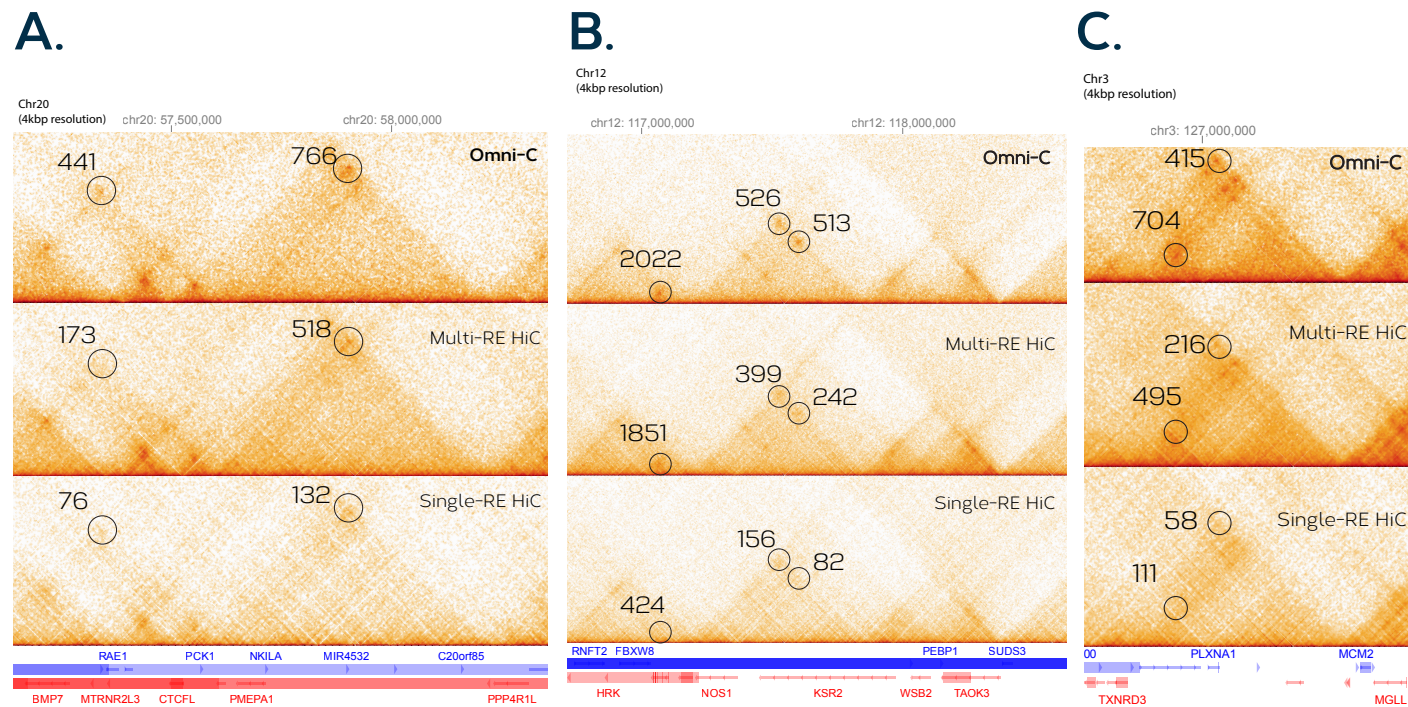 A.
Chr20
(4kbp resolution)
chr20: 57,500,000
chr20: 58,000,000
441
766
Omni-C
173
518
Multi-RE HiC
76
132
Single-RE HiC
RAE1
PCK1
NKILA
MIR4532
C20orf85
BMP7
MTRNR2L3
CTCFL
PMEPA1
PPP4R1L
B.
Chr12
(4kbp resolution)
chr12: 117,000,000
chr12: 118,000,000
Omni-C
526
513
2022
Multi-RE HiC
399
242
1851
Single-RE HiC
156
82
424
RNFT2
FBXW8
PEBP1
SUDS3
HRK
NOS1
KSR2
WSB2
TAOK3
C.
Chr3
(4kbp resolution)
chr3: 127,000,000
415
Omni-C
704
Multi-RE HiC
216
495
58
Single-RE HiC
111
00
PLXNA1
MCM2
TXNRD3
MGLL